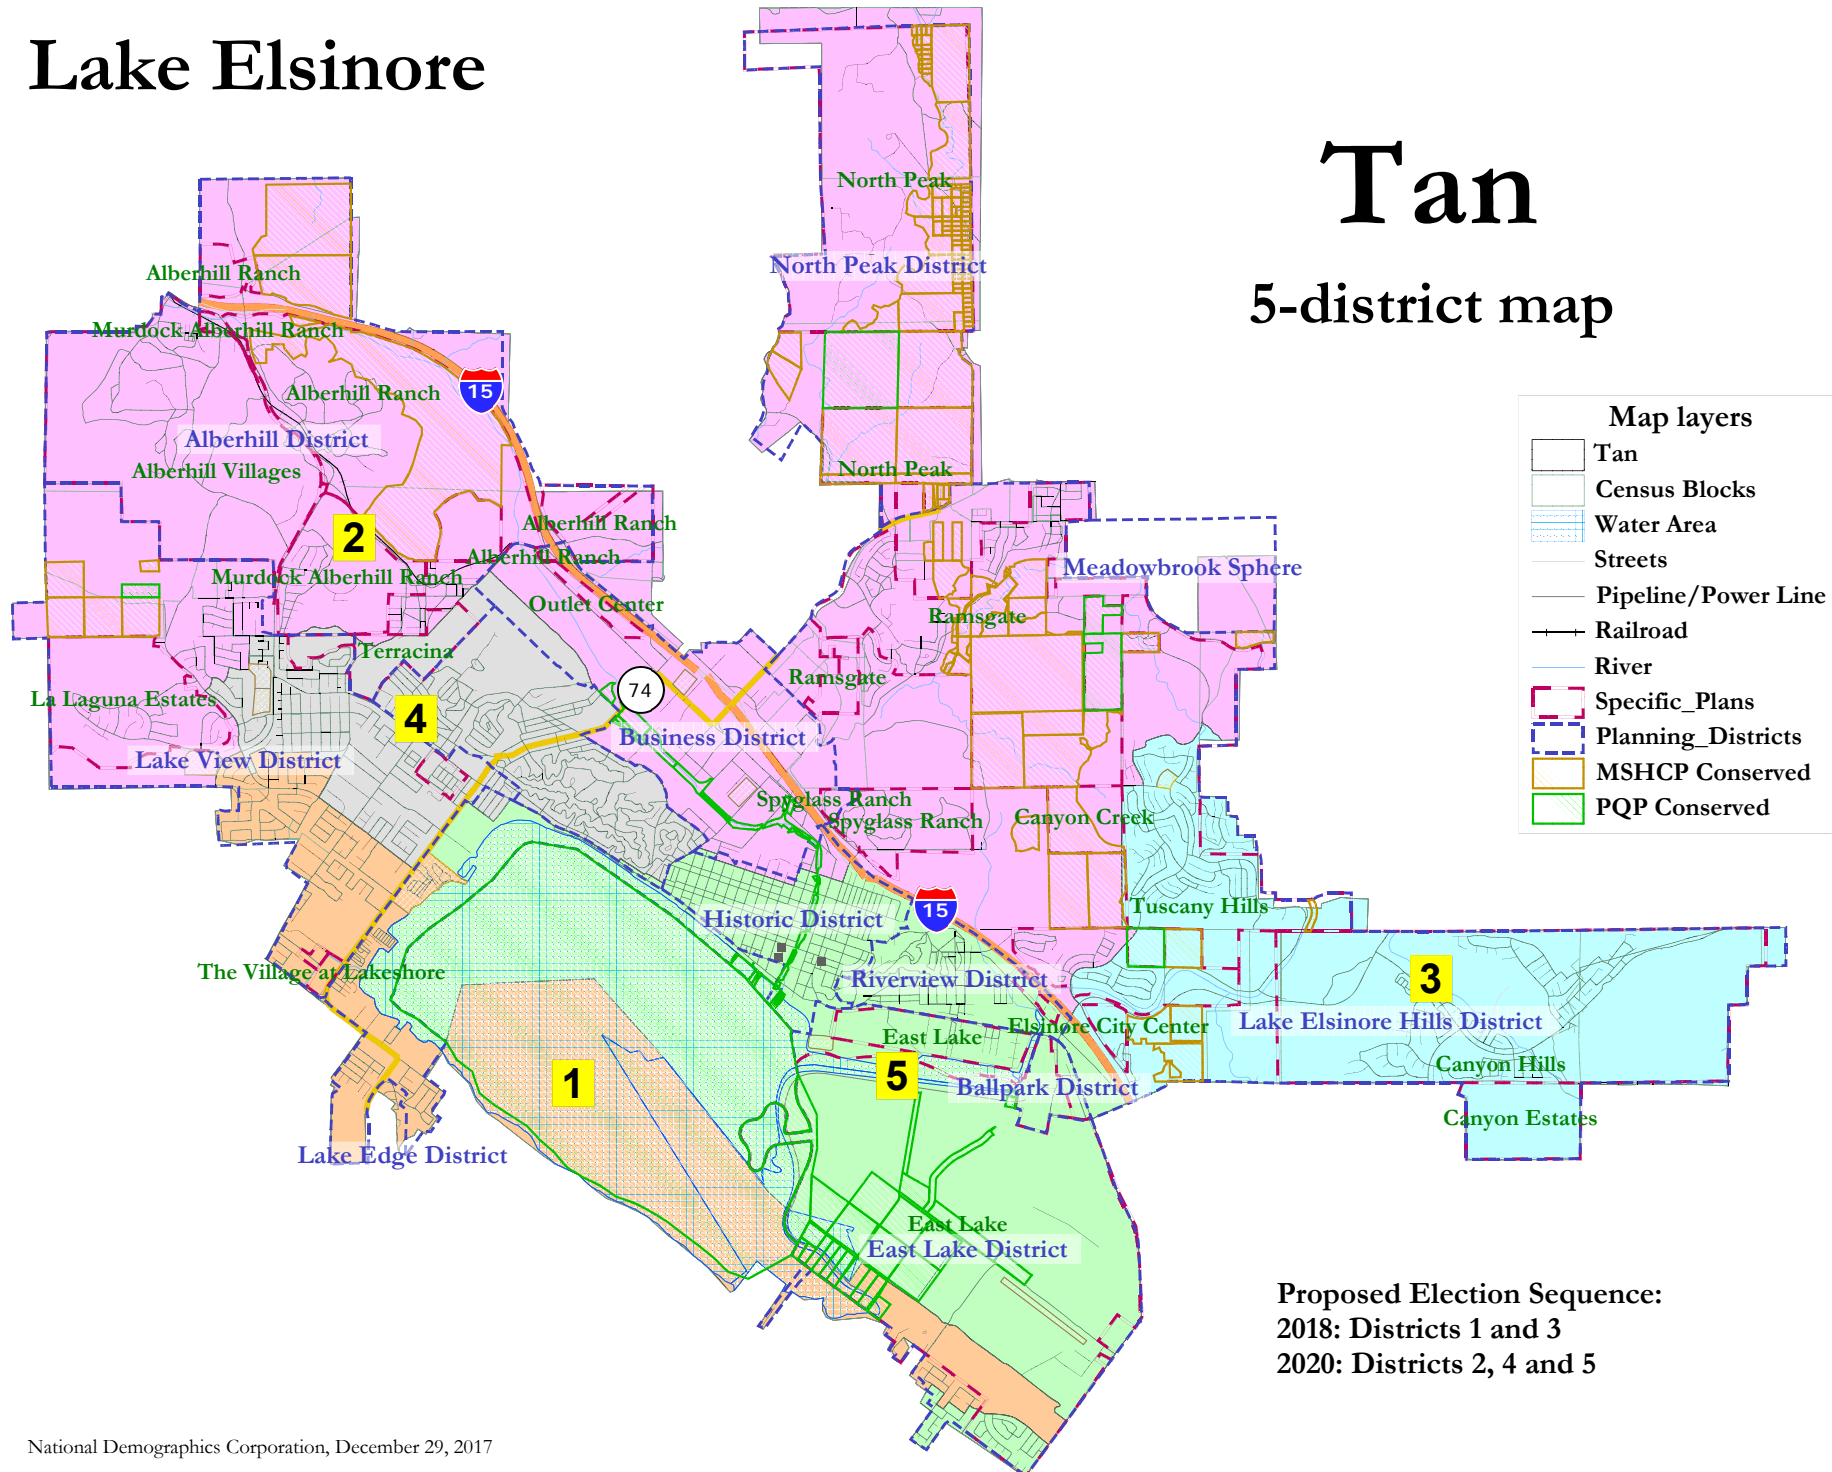 Lake Elsinore
Tan
5-district map
North Peak
North Peak District
Alberhill Ranch
Murdock Alberhill Ranch
Alberhill Ranch
15
Alberhill District
Alberhill Villages
North Peak
Alberhill Ranch
2
Alberhill Ranch
Murdock Alberhill Ranch
Outlet Center
Meadowbrook Sphere
Ramsgate
Terracina
Ramsgate
La Laguna Estates
74
4
Business District
Lake View District
Spyglass Ranch
Spyglass Ranch
Canyon Creek
Tuscany Hills
Historic District
15
The Village at Lakeshore
Riverview District
3
Elsinore City Center
Lake Elsinore Hills District
East Lake
Canyon Hills
1
5
Ballpark District
Canyon Estates
Lake Edge District
East Lake
East Lake District
Map layers
Tan
Census Blocks
Water Area
Streets
Pipeline/Power Line
Railroad
River
Specific_Plans
Planning_Districts
MSHCP Conserved
PQP Conserved
Proposed Election Sequence:
2018: Districts 1 and 3
2020: Districts 2, 4 and 5
National Demographics Corporation, December 29, 2017